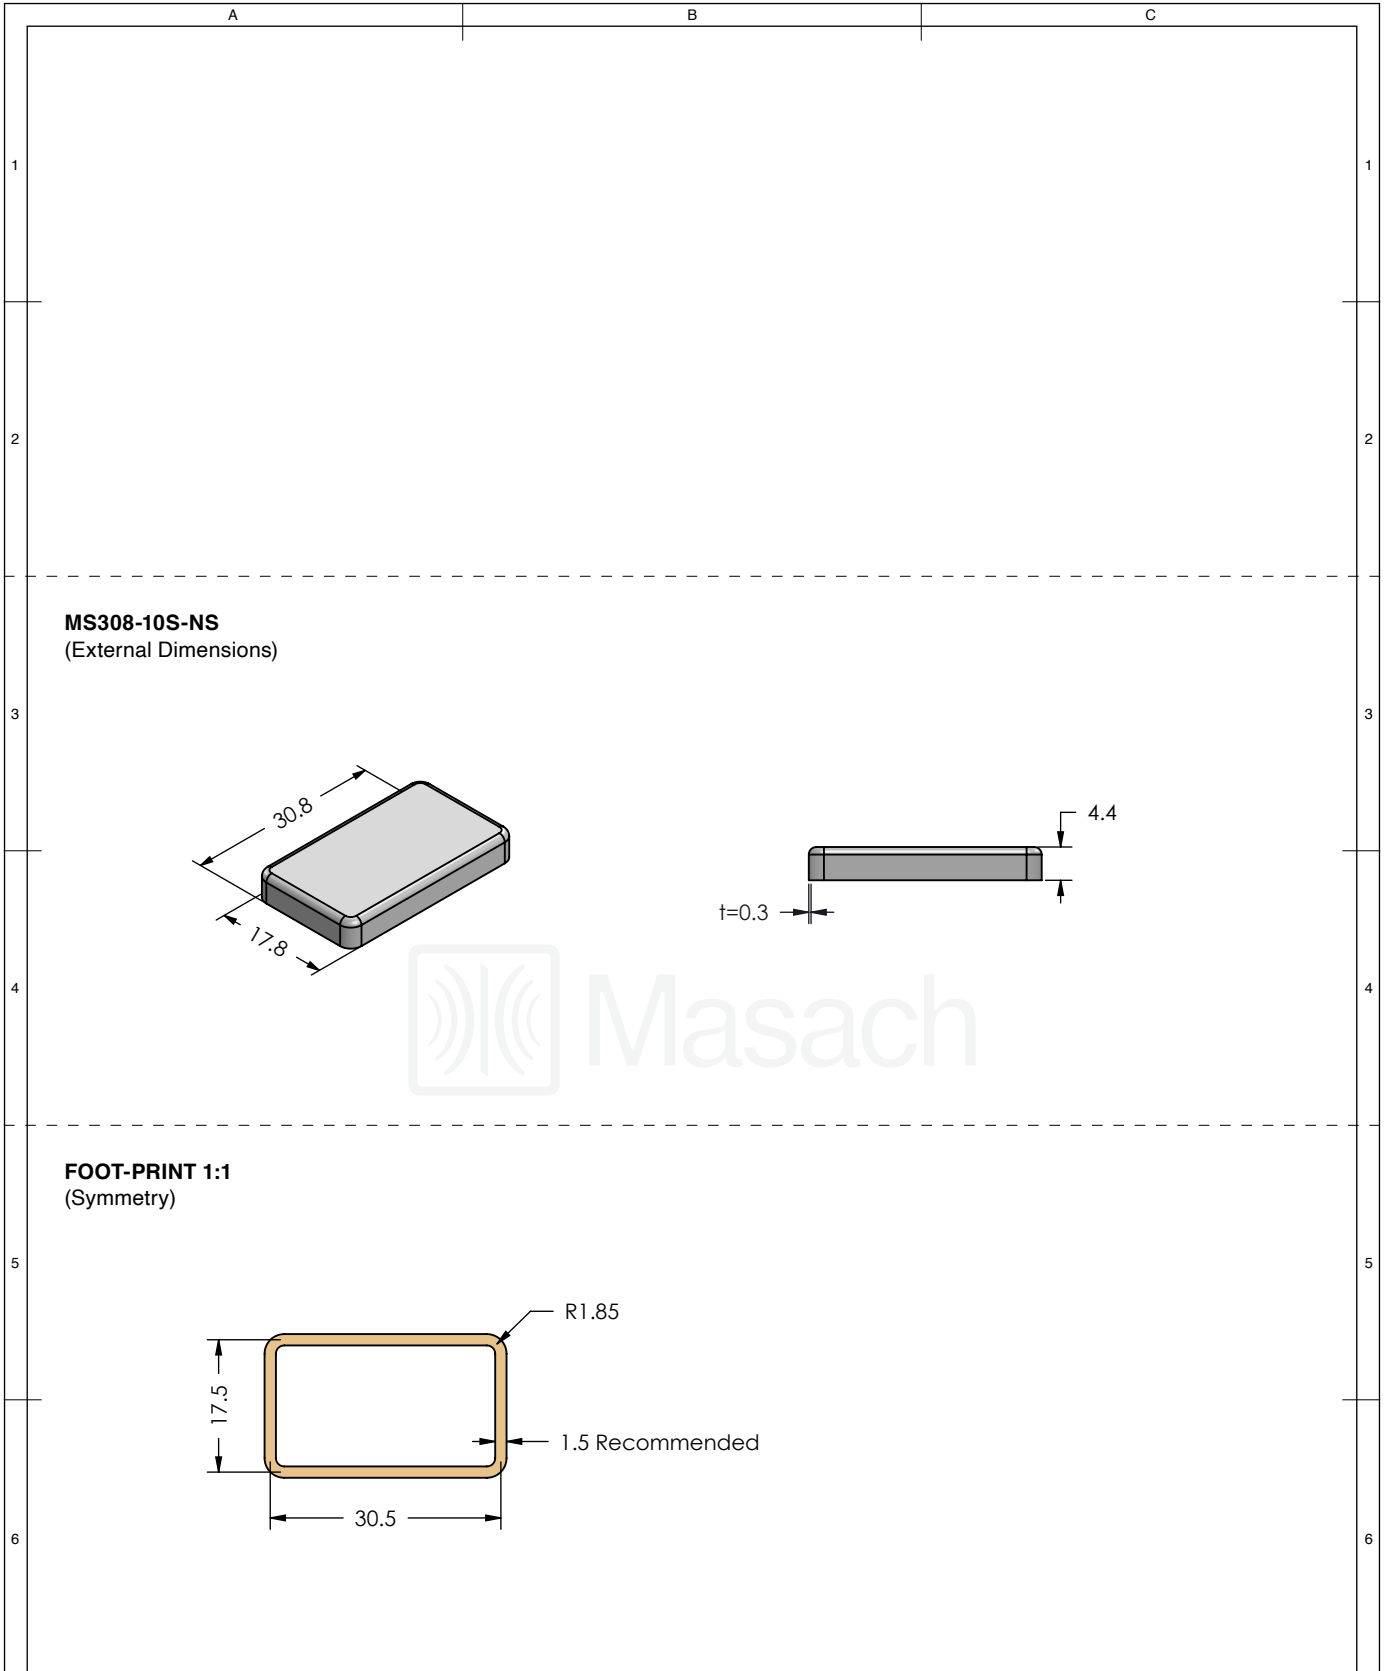 A
B
C
1
1
2
2
MS308-10S-NS
(External Dimensions)
3
3
30.8
17.8
4.4
t=0.3
Masach
4
4
FOOT-PRINT 1:1
(Symmetry)
5
5
R1.85
17.5
1.5 Recommended
30.5
6
6